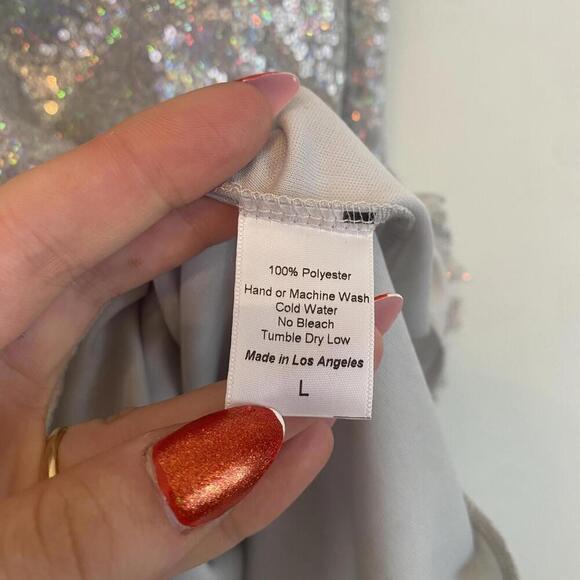 100% Polyester
Hand or Machine Wash
Cold Water
No Bleach
Tumble Dry Low
Made in Los Angeles
L